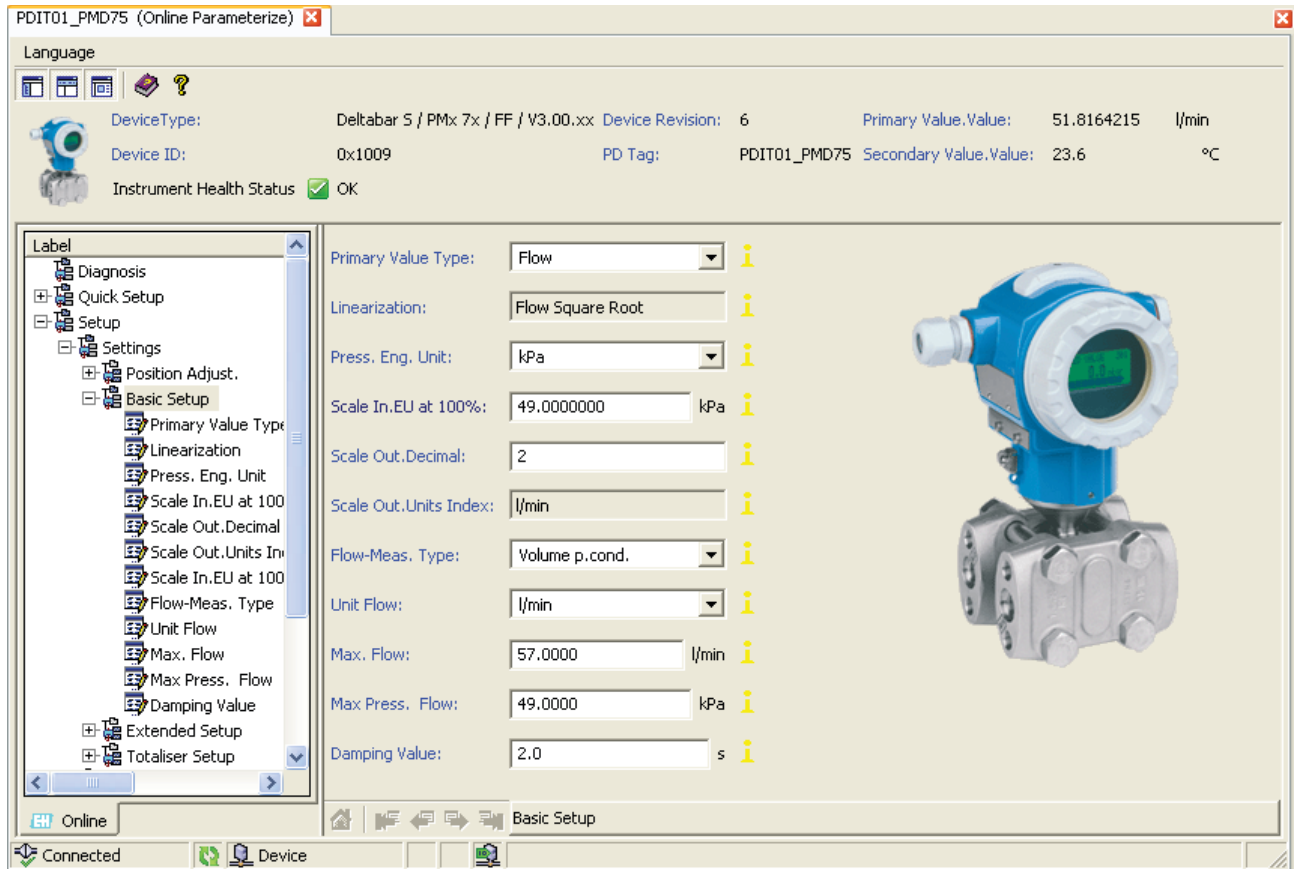 PDIT01_PMD75 (Online Parameterize)
Language
DeviceType: Deltabar S / PMx 7x / FF / V3.00.xx Device Revision: 6 Primary Value.Value: 51.8164215 l/min
Device ID: 0x1009 PD Tag: PDIT01_PMD75 Secondary Value.Value: 23.6 °C
Instrument Health Status OK
Label
Diagnosis
Quick Setup
Setup
Settings
Position Adjust.
Basic Setup
Primary Value Type
Linearization
Press. Eng. Unit
Scale In.EU at 100
Scale Out.Decimal
Scale Out.Units In
Scale In.EU at 100
Flow-Meas. Type
Unit Flow
Max. Flow
Max Press. Flow
Damping Value
Extended Setup
Totaliser Setup
Online
Primary Value Type: Flow
Linearization: Flow Square Root
Press. Eng. Unit: kPa
Scale In.EU at 100%: 49.0000000 kPa
Scale Out.Decimal: 2
Scale Out.Units Index: l/min
Flow-Meas. Type: Volume p.cond.
Unit Flow: l/min
Max. Flow: 57.0000 l/min
Max Press. Flow: 49.0000 kPa
Damping Value: 2.0 s
Basic Setup
Connected Device